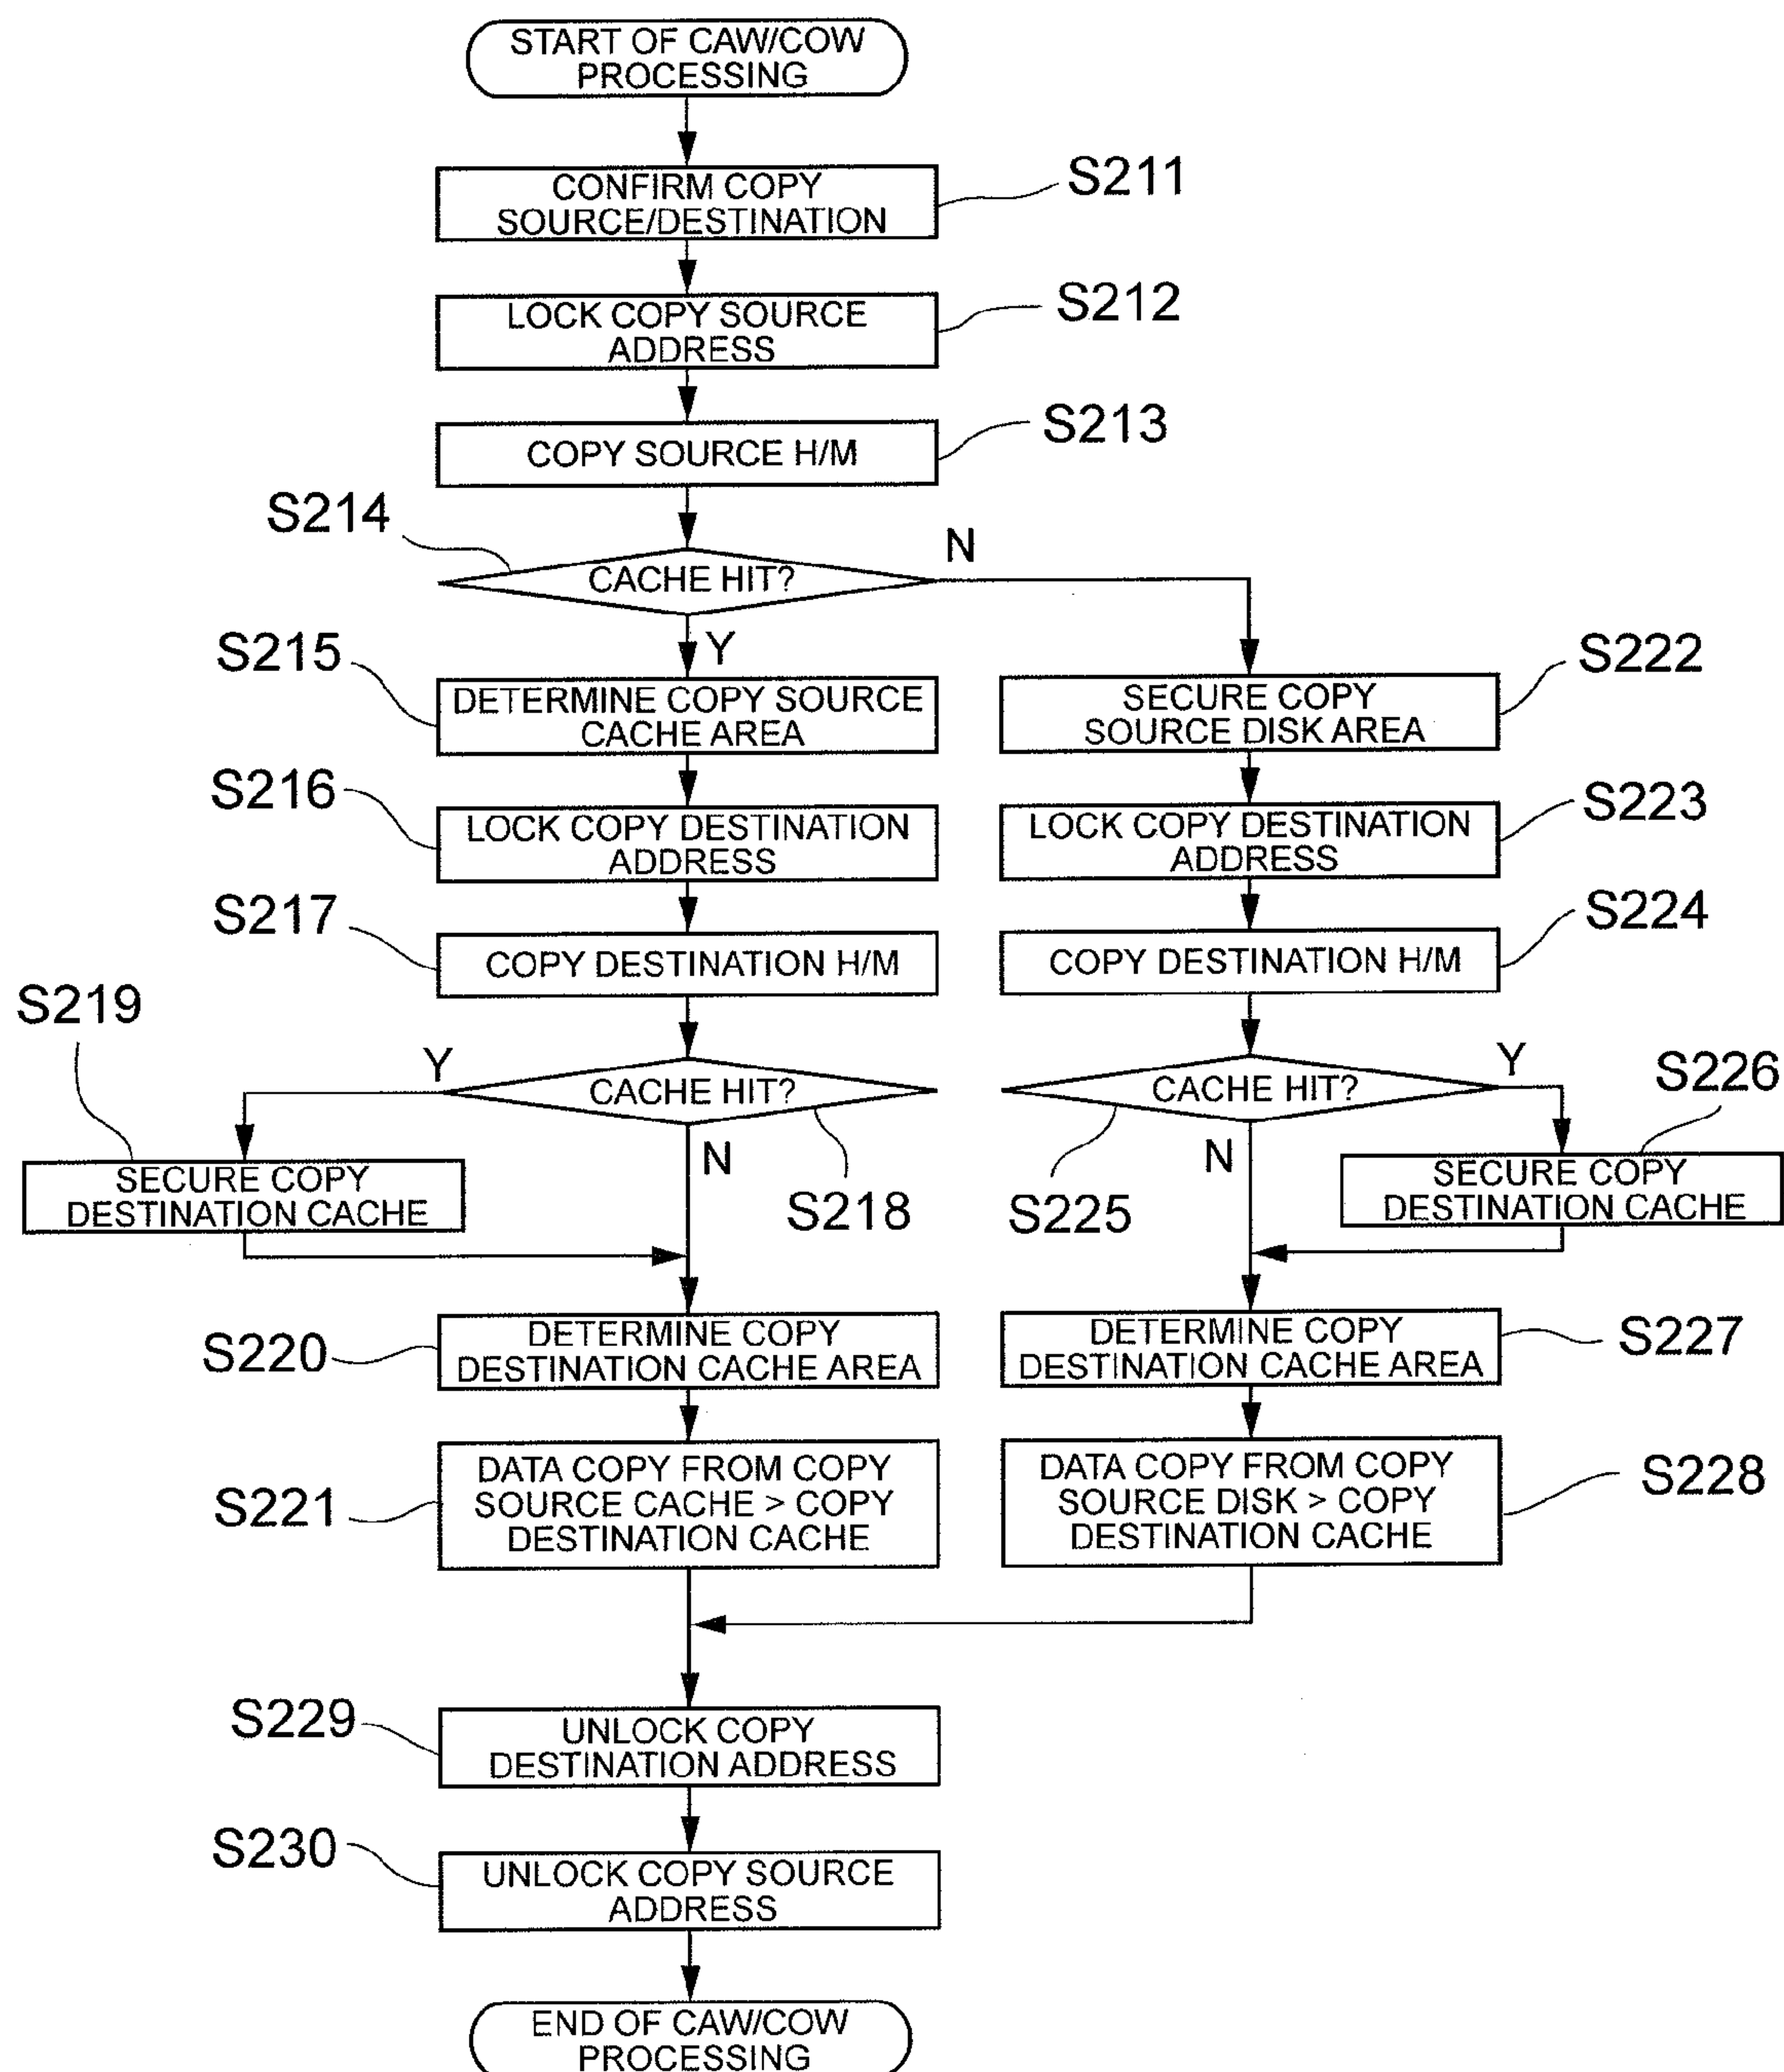 START OF CAW/COW
PROCESSING
CONFIRM COPY
SOURCE/DESTINATION
S211
LOCK COPY SOURCE
ADDRESS
S212
COPY SOURCE H/M
S213
S214
CACHE HIT?
N
Y
S215
DETERMINE COPY SOURCE
CACHE AREA
SECURE COPY
SOURCE DISK AREA
S222
S216
LOCK COPY DESTINATION
ADDRESS
LOCK COPY DESTINATION
ADDRESS
S223
S217
COPY DESTINATION H/M
COPY DESTINATION H/M
S224
S219
Y
CACHE HIT?
N
S218
CACHE HIT?
Y
N
S225
S226
SECURE COPY
DESTINATION CACHE
SECURE COPY
DESTINATION CACHE
S220
DETERMINE COPY
DESTINATION CACHE AREA
DETERMINE COPY
DESTINATION CACHE AREA
S227
S221
DATA COPY FROM COPY
SOURCE CACHE > COPY
DESTINATION CACHE
DATA COPY FROM COPY
SOURCE DISK > COPY
DESTINATION CACHE
S228
S229
UNLOCK COPY
DESTINATION ADDRESS
S230
UNLOCK COPY SOURCE
ADDRESS
END OF CAW/COW
PROCESSING